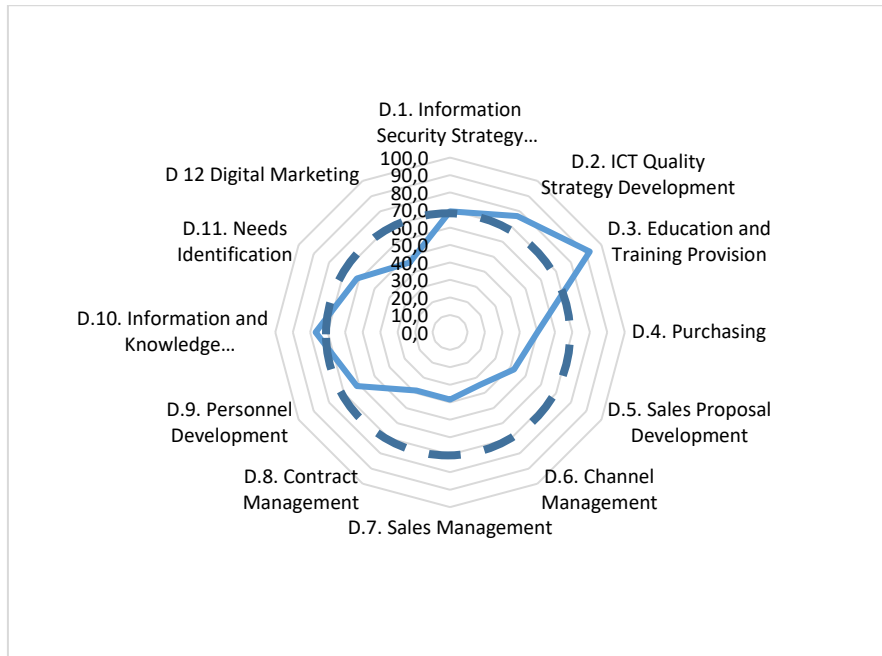 D.1. Information
Security Strategy...
D.2. ICT Quality
Strategy Development
D.3. Education and
Training Provision
D.4. Purchasing
D.5. Sales Proposal
Development
D.6. Channel
Management
D.7. Sales Management
D.8. Contract
Management
D.9. Personnel
Development
D.10. Information and
Knowledge...
D.11. Needs
Identification
D 12 Digital Marketing
100,0
90,0
80,0
70,0
60,0
50,0
40,0
30,0
20,0
10,0
0,0